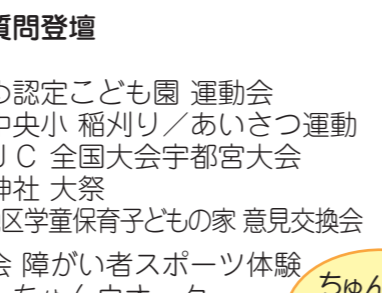 質問登壇
認定こども園 運動会
中央小 稲刈り／あいさつ運動
ＪＣ 全国大会宇都宮大会
神社 大祭
区学童保育子どもの家 意見交換会
会 障がい者スポーツ体験
ちゅん